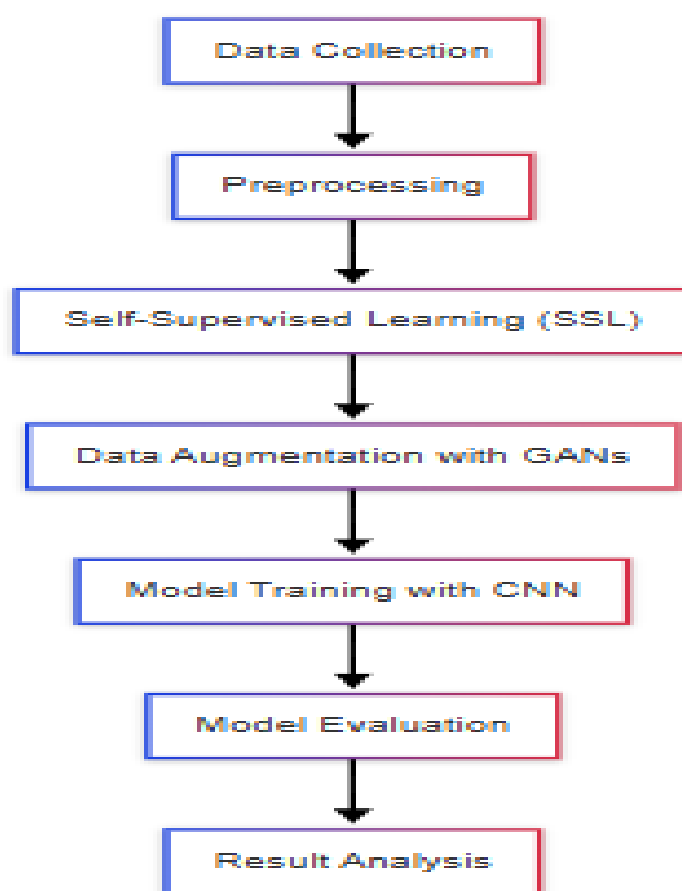 Data Collection
Preprocessing
Self-Supervised Learning (SSL)
Data Augmentation with GANs
Model Training with CNN
Model Evaluation
Result Analysis